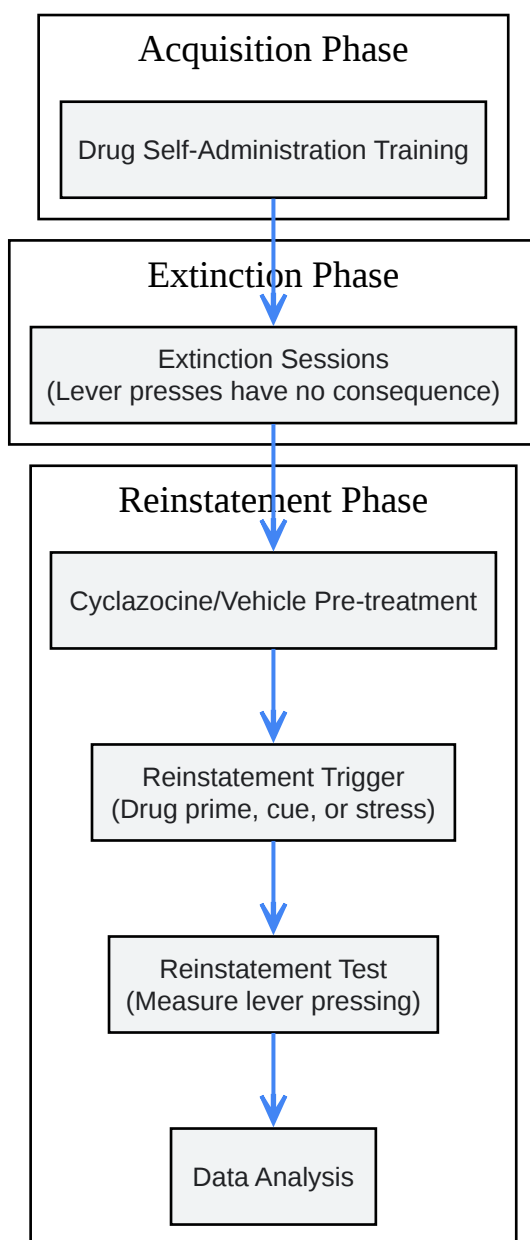 Acquisition Phase
Drug Self-Administration Training
Extinction Phase
Extinction Sessions
(Lever presses have no consequence)
Reinstatement Phase
Cyclazocine/Vehicle Pre-treatment
Reinstatement Trigger
(Drug prime, cue, or stress)
Reinstatement Test
(Measure lever pressing)
Data Analysis